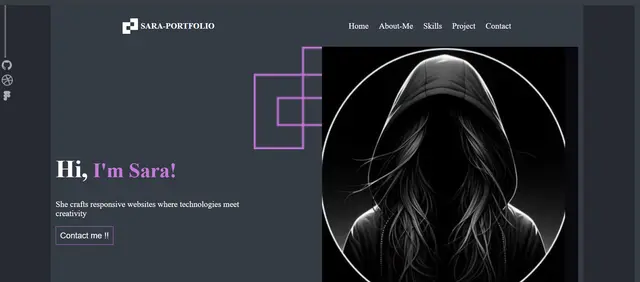 SARA-PORTFOLIO
Home About-Me Skills Project Contact
Hi, I'm Sara!
She crafts responsive websites where technologies meet
creativity
Contact me !!